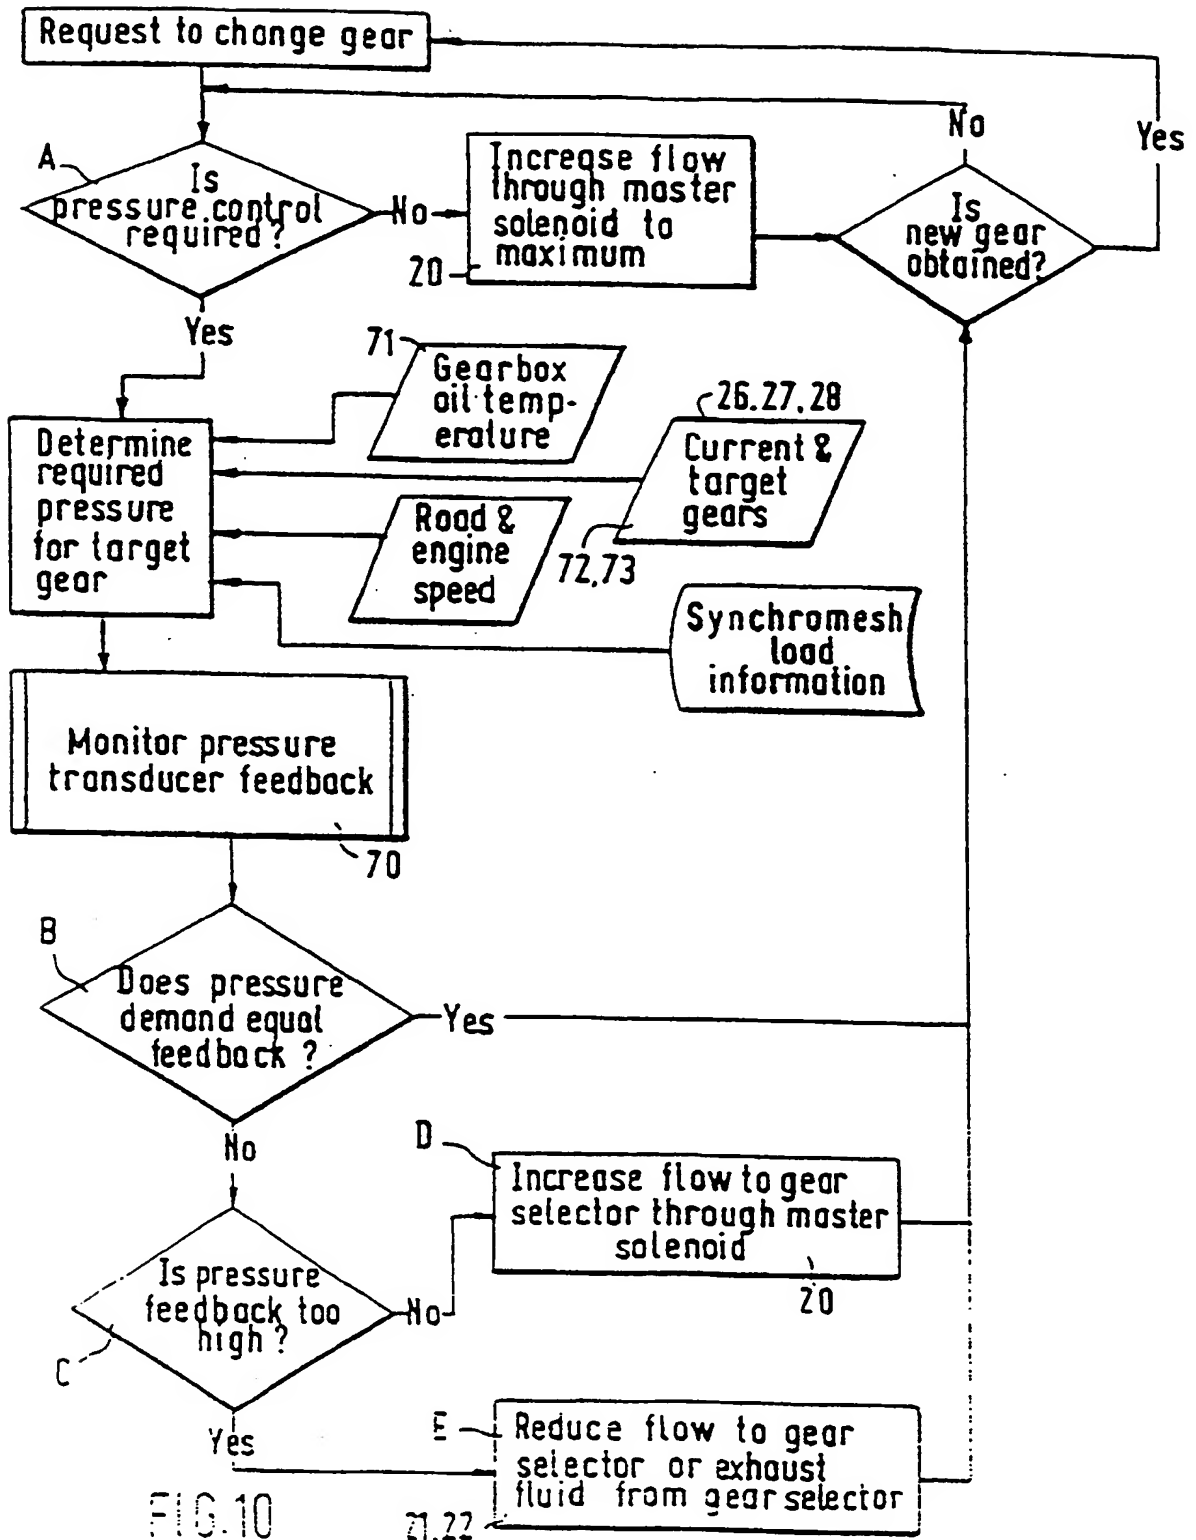 Request to change gear
No
Yes
A
Is
pressure control
required?
No
Increase flow
through master
solenoid to
maximum
20
Is
new gear
obtained?
Yes
71
Gearbox
oil temp-
erature
26.27.28
Current &
target
gears
72,73
Determine
required
pressure
for target
gear
Road &
engine
speed
Synchromesh
load
information
Monitor pressure
transducer feedback
70
B
Does pressure
demand equal
feedback ?
Yes
No
D
Increase flow to gear
selector through master
solenoid
20
Is pressure
feedback too
high ?
No
C
Yes
E
Reduce flow to gear
selector or exhaust
fluid from gear selector
21,22
FIG.10